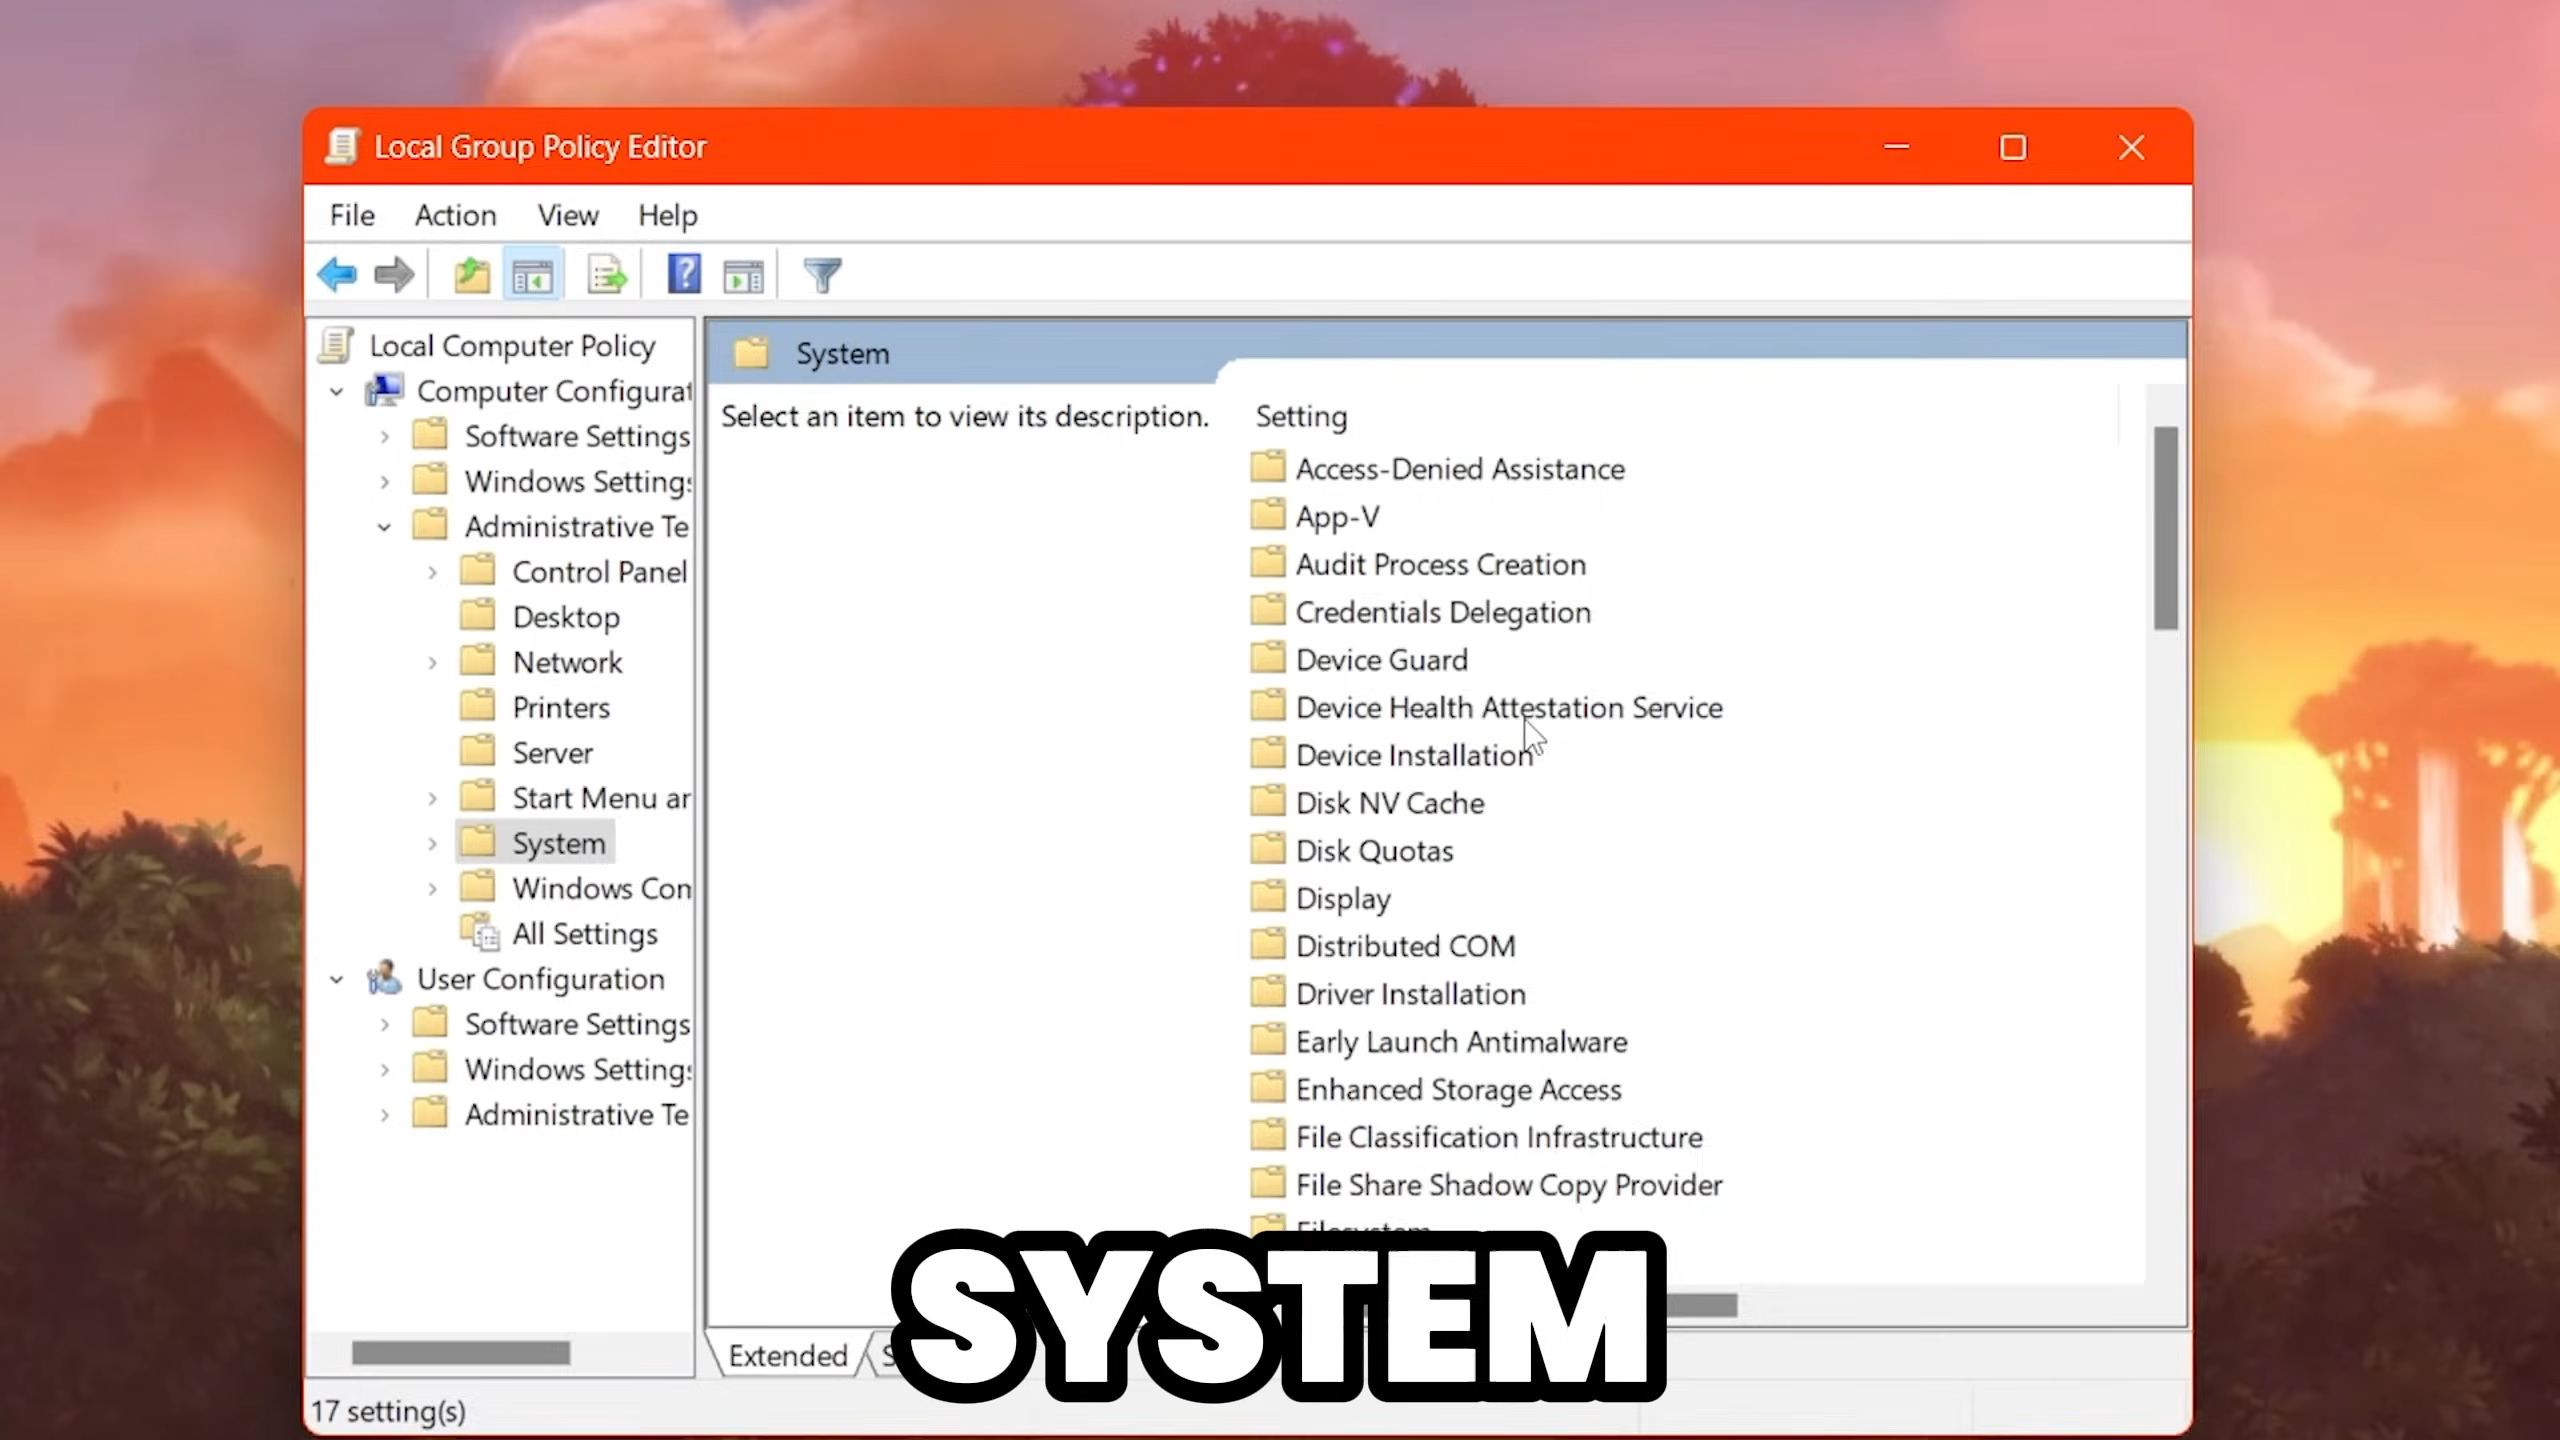 Local Group Policy Editor
File Action View Help
Local Computer Policy
Computer Configurat
Software Settings
Windows Settings
Administrative Te
Control Panel
Desktop
Network
Printers
Server
Start Menu ar
System
Windows Con
All Settings
User Configuration
Software Settings
Windows Settings
Administrative Te
System
Select an item to view its description.
Setting
Access-Denied Assistance
App-V
Audit Process Creation
Credentials Delegation
Device Guard
Device Health Attestation Service
Device Installation
Disk NV Cache
Disk Quotas
Display
Distributed COM
Driver Installation
Early Launch Antimalware
Enhanced Storage Access
File Classification Infrastructure
File Share Shadow Copy Provider
Filesystem
SYSTEM
Extended
17 setting(s)